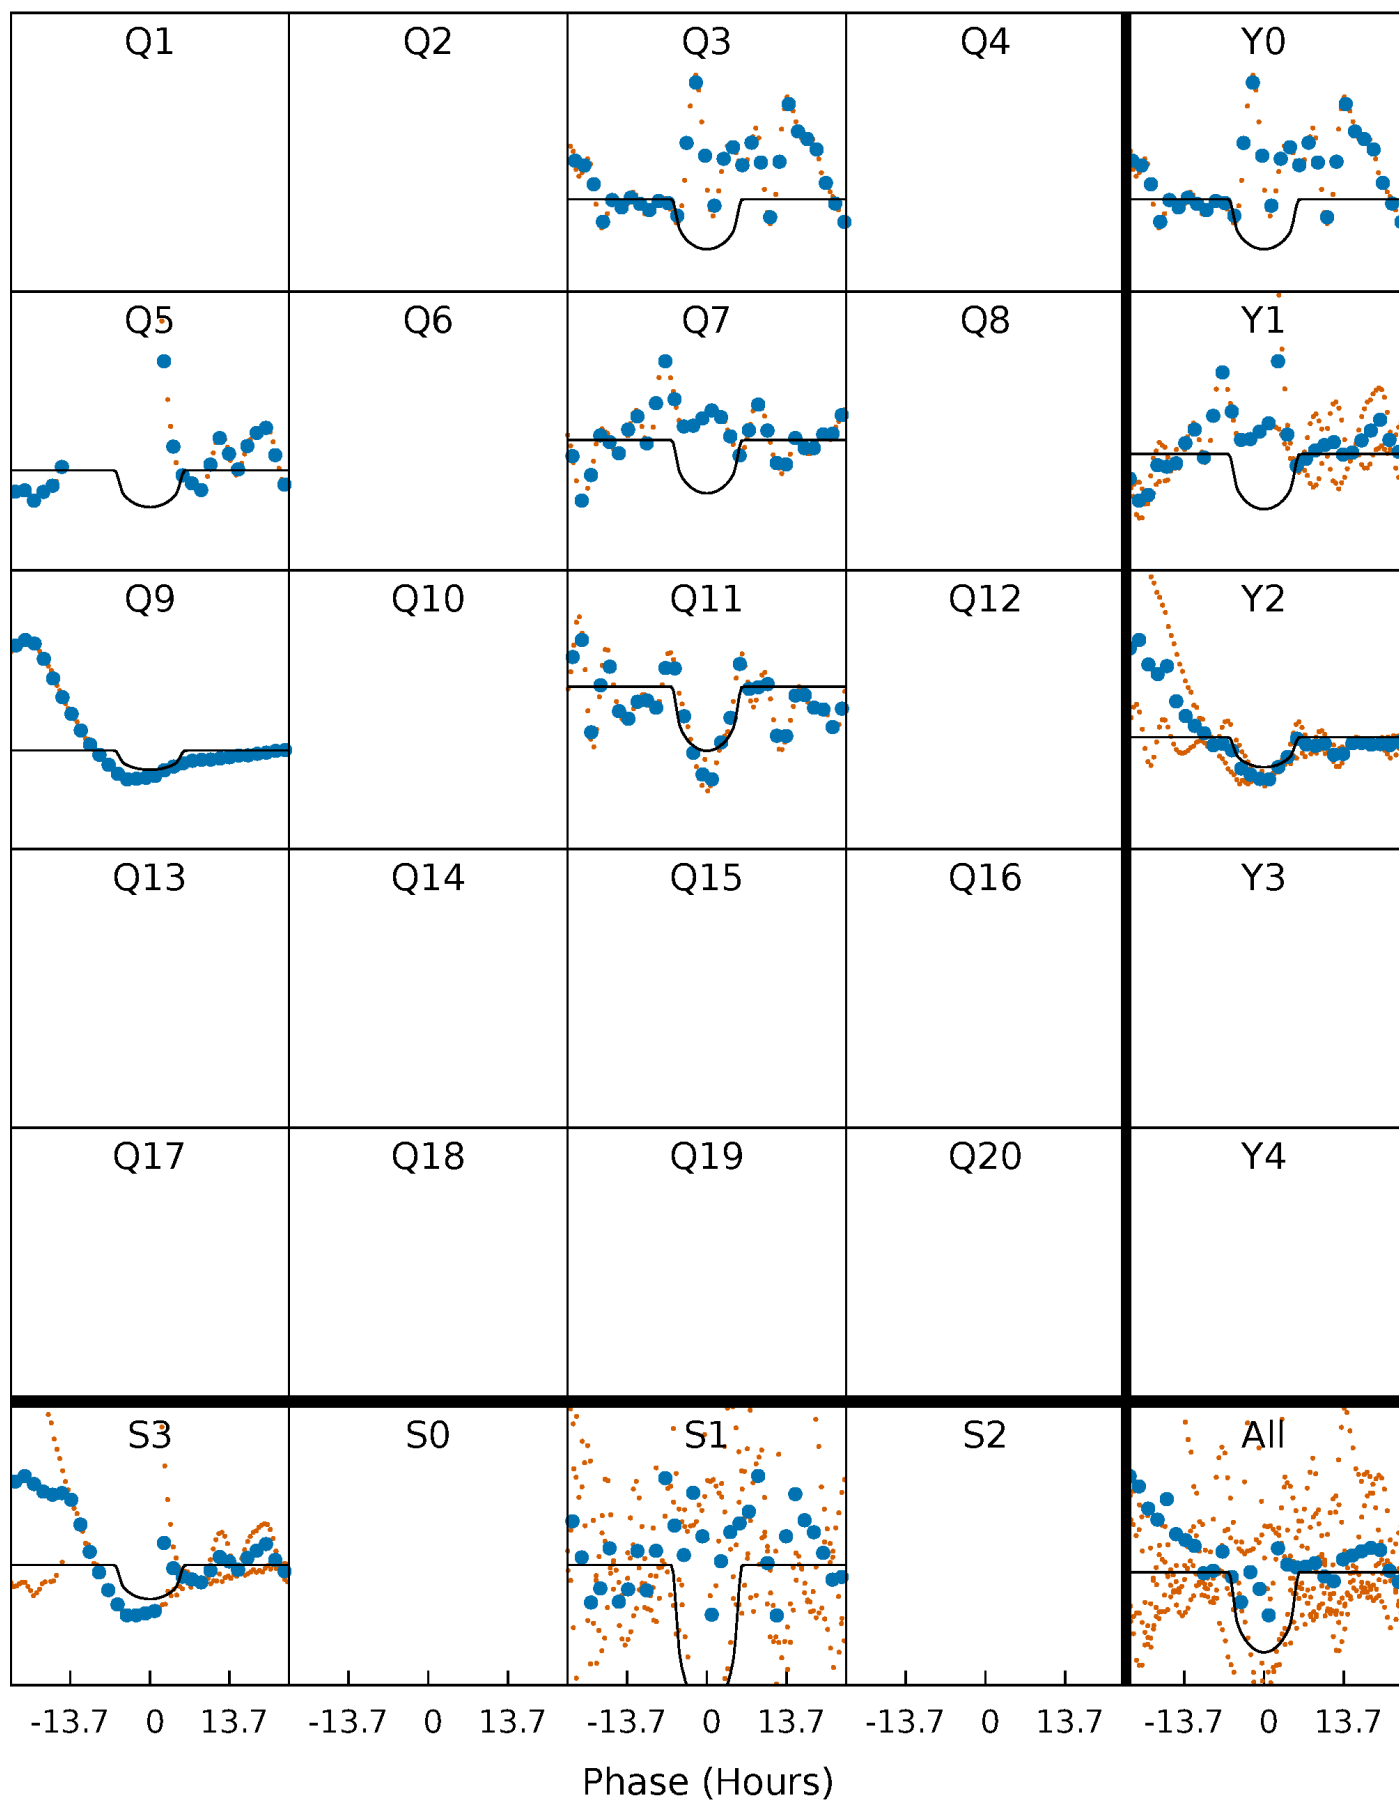 Q1 Q2 Q3 Q4 Y0
Q5 Q6 Q7 Q8 Y1
Q9 Q10 Q11 Q12 Y2
Q13 Q14 Q15 Q16 Y3
Q17 Q18 Q19 Q20 Y4
S3 S0 S1 S2 All
-13.7 0 13.7 -13.7 0 13.7 -13.7 0 13.7 -13.7 0 13.7 -13.7 0 13.7
Phase (Hours)